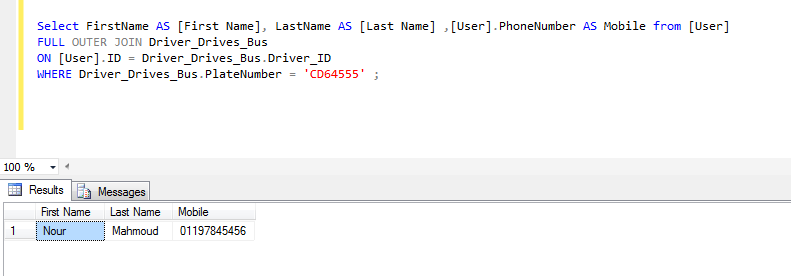 Select FirstName AS [First Name], LastName AS [Last Name] ,[User].PhoneNumber AS Mobile from [User]
FULL OUTER JOIN Driver_Drives_Bus
ON [User].ID = Driver_Drives_Bus.Driver_ID
WHERE Driver_Drives_Bus.PlateNumber = 'CD64555' ;
100 %
Results Messages
First Name Last Name Mobile
1 Nour Mahmoud 01197845456